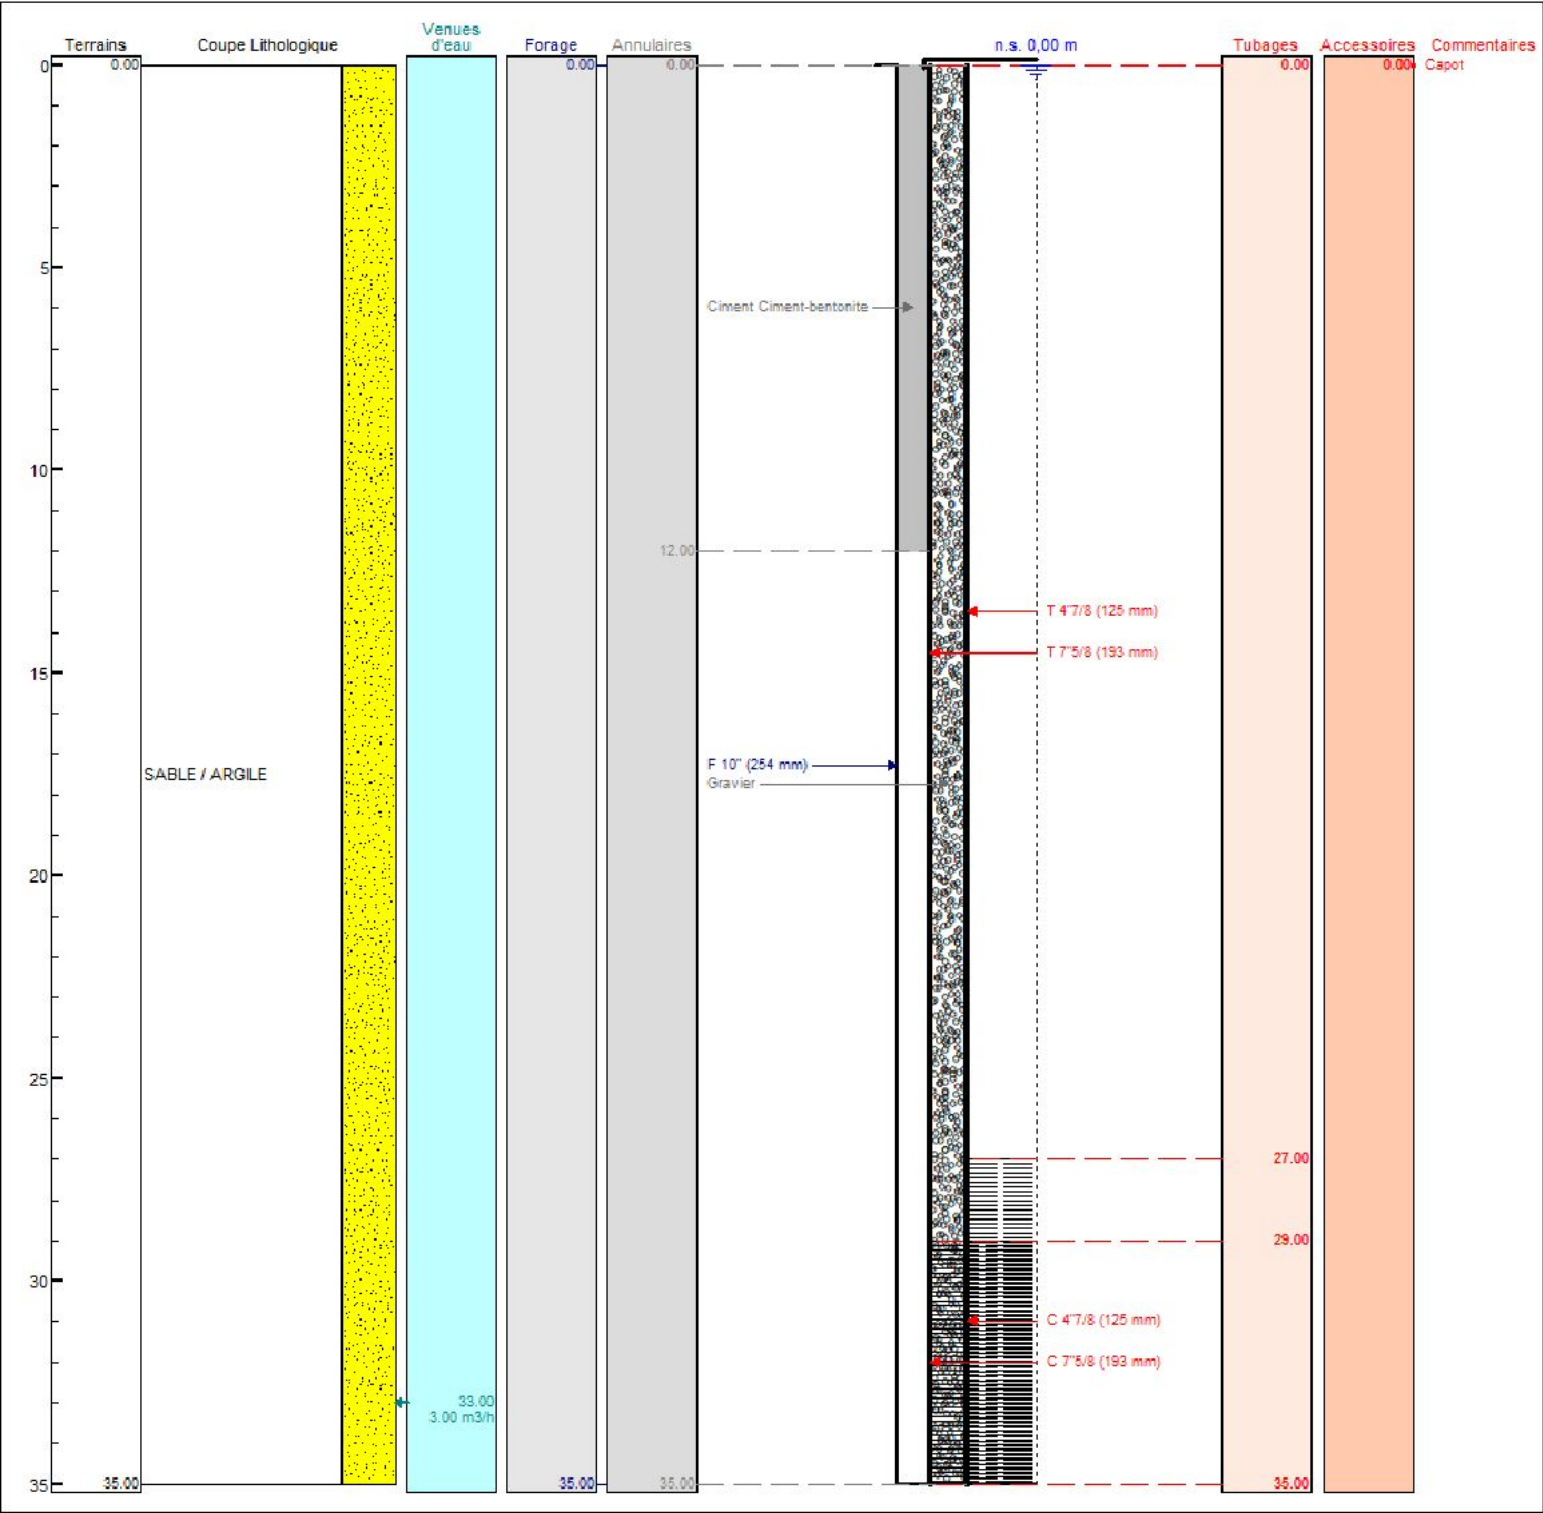 Terrains
Coupe Lithologique
Venues
d'eau
Forage
Annulaires
n.s. 0,00 m
Tubages
Accessoires
Commentaires
0
0.00
0.00
0.00
0.00
0.00
Capot
5
Ciment Ciment-bentonite
10
12.00
T 4"7/8 (125 mm)
T 7"5/8 (193 mm)
15
F 10" (254 mm)
SABLE / ARGILE
Gravier
20
25
27.00
29.00
30
C 4"7/8 (125 mm)
C 7"5/8 (193 mm)
33.00
3.00 m3/h
35
35.00
35.00
35.00
35.00